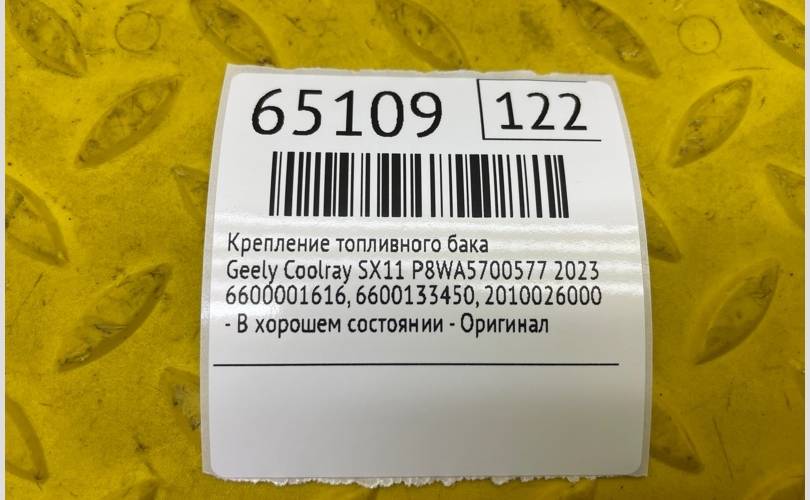 65109 122
Крепление топливного бака
Geely Coolray SX11 P8WA5700577 2023
6600001616, 6600133450, 2010026000
- В хорошем состоянии - Оригинал